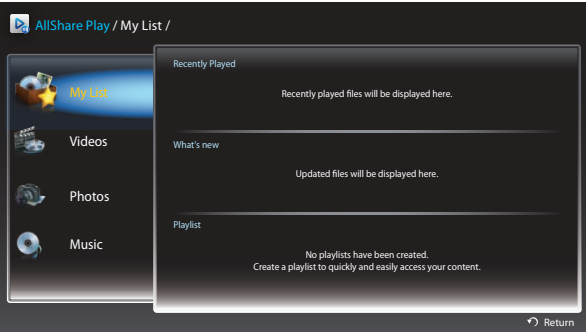 AllShare Play / My List /
My List
Videos
Photos
Music
Recently Played
Recently played files will be displayed here.
What's new
Updated files will be displayed here.
Playlist
No playlists have been created.
Create a playlist to quickly and easily access your content.
Return